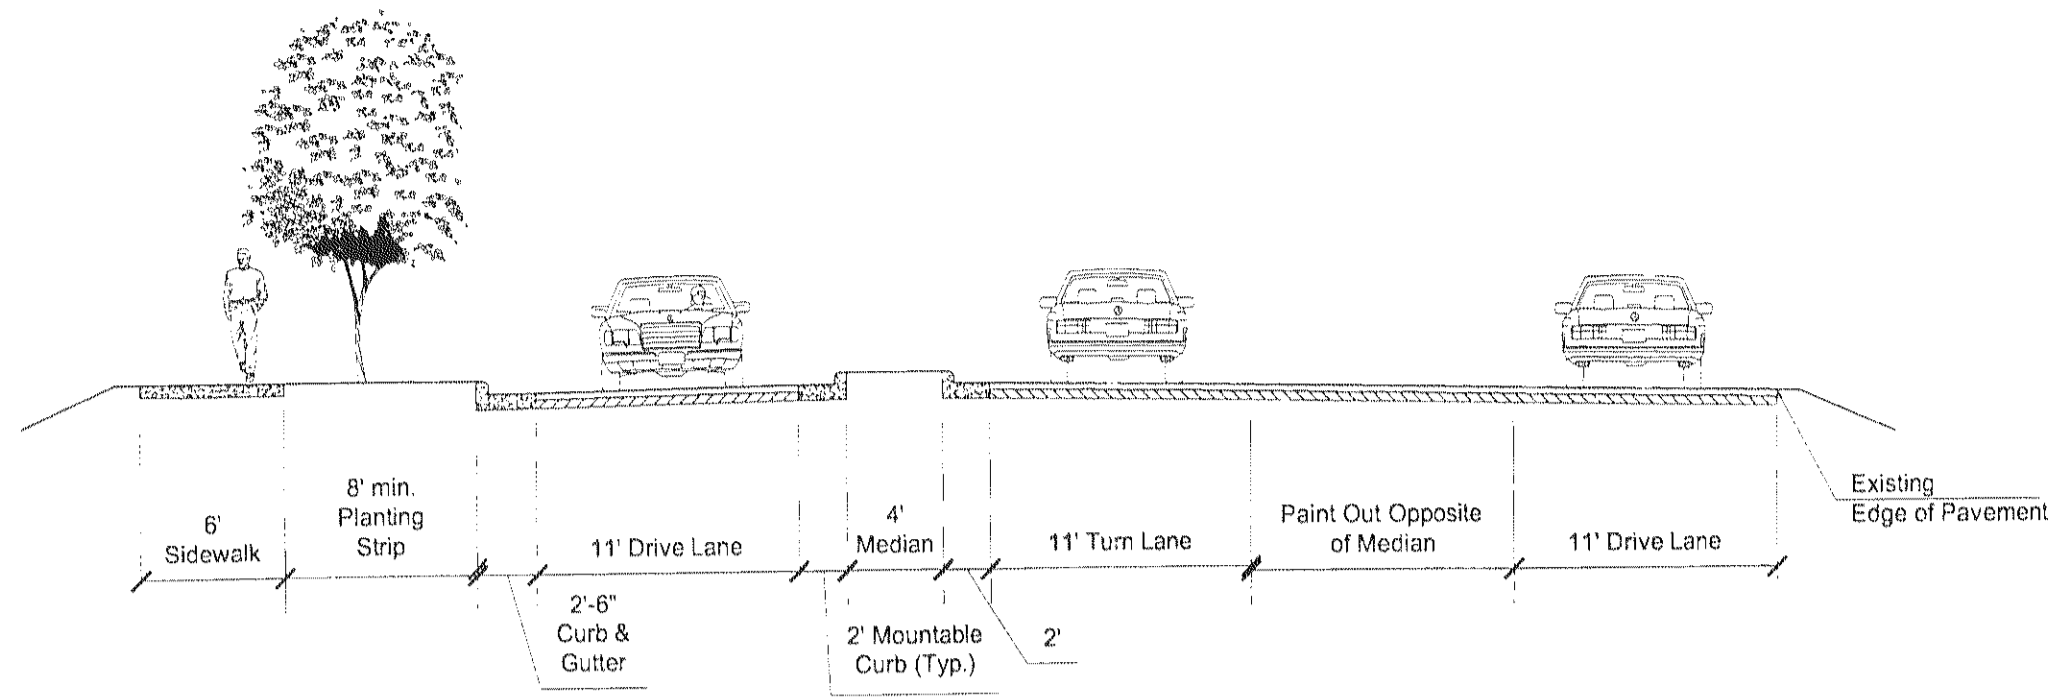 6'
Sidewalk
8' min.
Planting
Strip
2'-6"
Curb &
Gutter
11' Drive Lane
2' Mountable
Curb (Typ.)
4'
Median
2'
11' Turn Lane
Paint Out Opposite
of Median
11' Drive Lane
Existing
Edge of Pavement